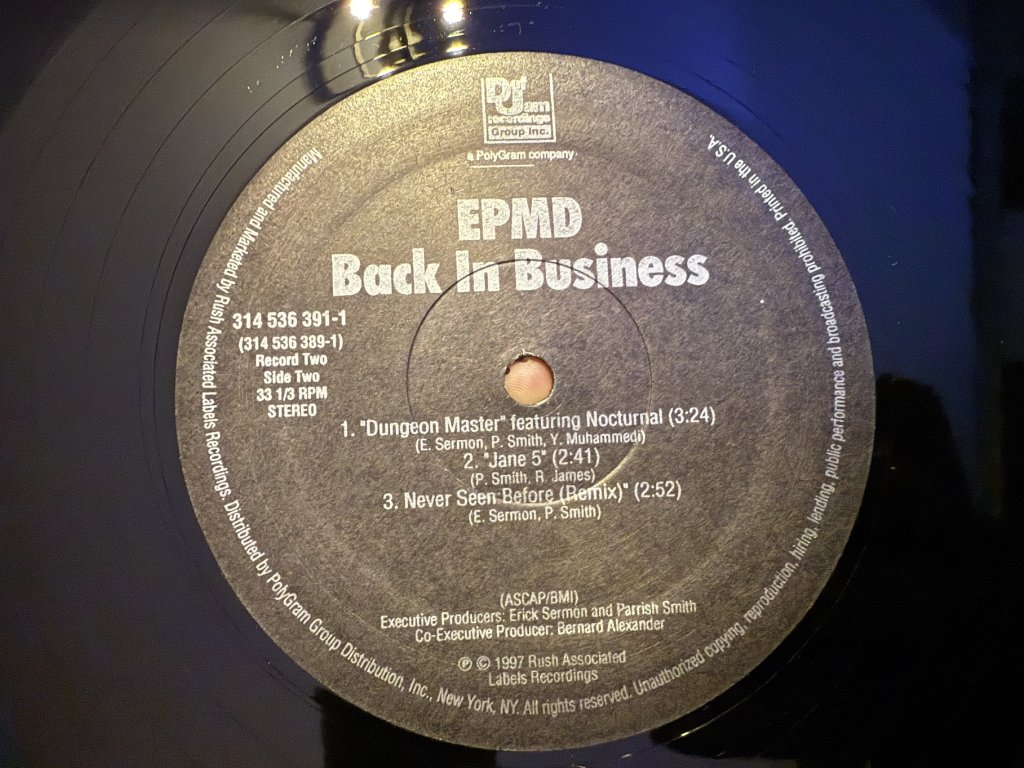 Def Jam
recordings
Group Inc.
a PolyGram company
EPMD
Back In Business
314 536 391-1
(314 536 389-1)
Record Two
Side Two
33 1/3 RPM
STEREO
1. "Dungeon Master" featuring Nocturnal (3:24)
(E. Sermon, P. Smith, Y. Muhammedi)
2. "Jane 5" (2:41)
(P. Smith, R. James)
3. Never Seen Before (Remix)" (2:52)
(E. Sermon, P. Smith)
(ASCAP/BMI)
Executive Producers: Erick Sermon and Parrish Smith
Co-Executive Producer: Bernard Alexander
℗ © 1997 Rush Associated
Labels Recordings
Manufactured and Marketed by Rush Associated Labels Recordings. Distributed by PolyGram Group Distribution, Inc., New York, NY. All rights reserved. Unauthorized copying, reproduction, hiring, lending, public performance and broadcasting prohibited. Printed in the U.S.A.